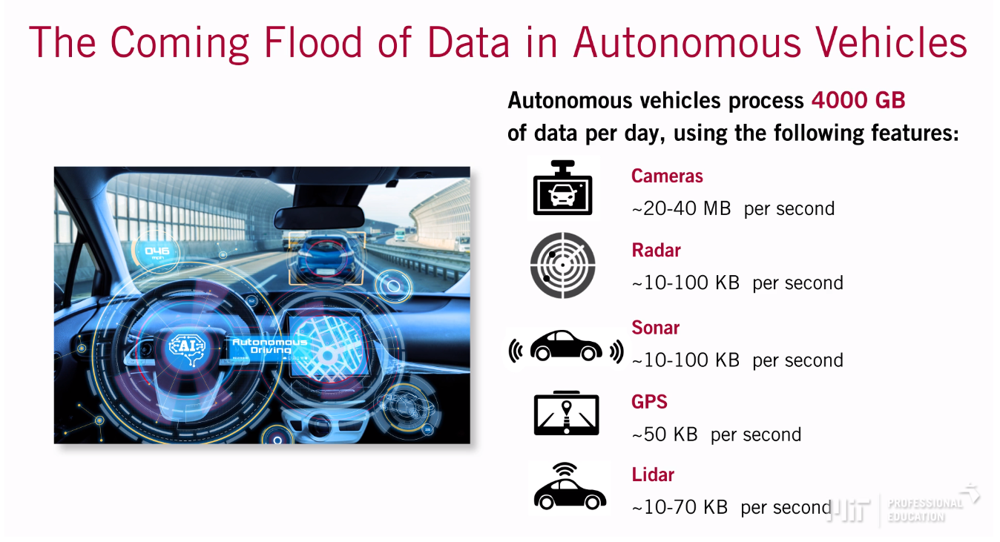 The Coming Flood of Data in Autonomous Vehicles
Autonomous vehicles process 4000 GB
of data per day, using the following features:
046
mph
AI
Autonomous
Driving
Cameras
~20-40 MB per second
Radar
~10-100 KB per second
Sonar
~10-100 KB per second
GPS
~50 KB per second
Lidar
~10-70 KB per second
MIT PROFESSIONAL
EDUCATION